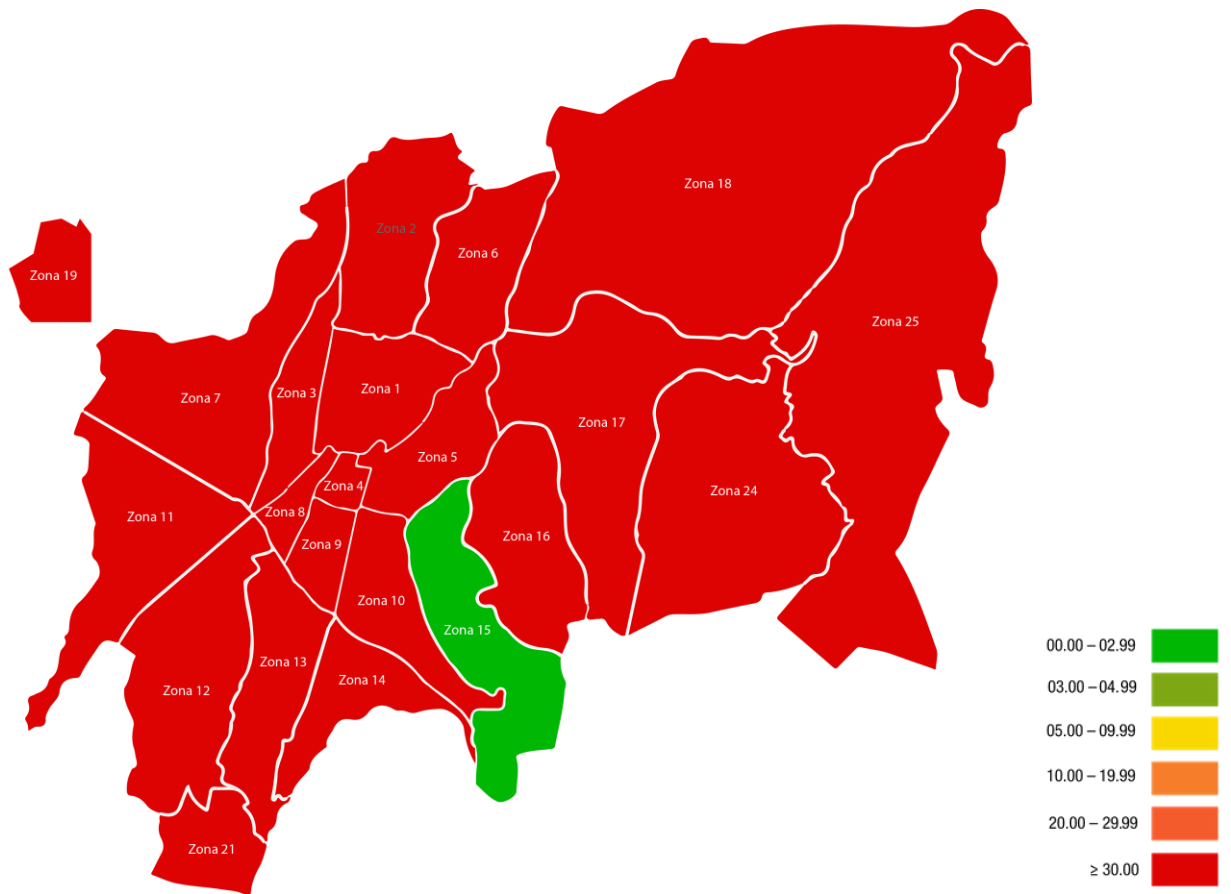 Zona 18
Zona 2
Zona 6
Zona 19
Zona 25
Zona 3
Zona 1
Zona 7
Zona 17
Zona 5
Zona 4
Zona 24
Zona 8
Zona 11
Zona 16
Zona 9
Zona 10
Zona 15
Zona 13
Zona 14
Zona 12
Zona 21
00.00 – 02.99
03.00 – 04.99
05.00 – 09.99
10.00 – 19.99
20.00 – 29.99
≥ 30.00